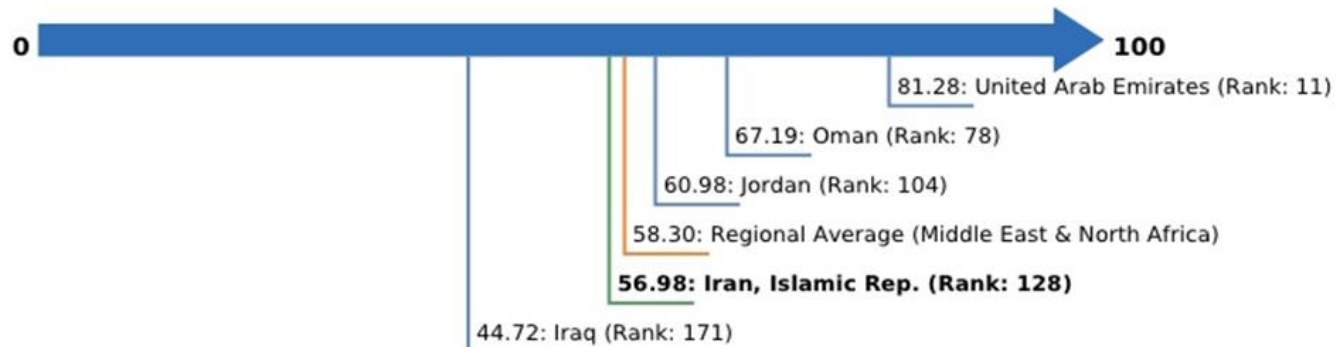 0
100
81.28: United Arab Emirates (Rank: 11)
67.19: Oman (Rank: 78)
60.98: Jordan (Rank: 104)
58.30: Regional Average (Middle East & North Africa)
56.98: Iran, Islamic Rep. (Rank: 128)
44.72: Iraq (Rank: 171)